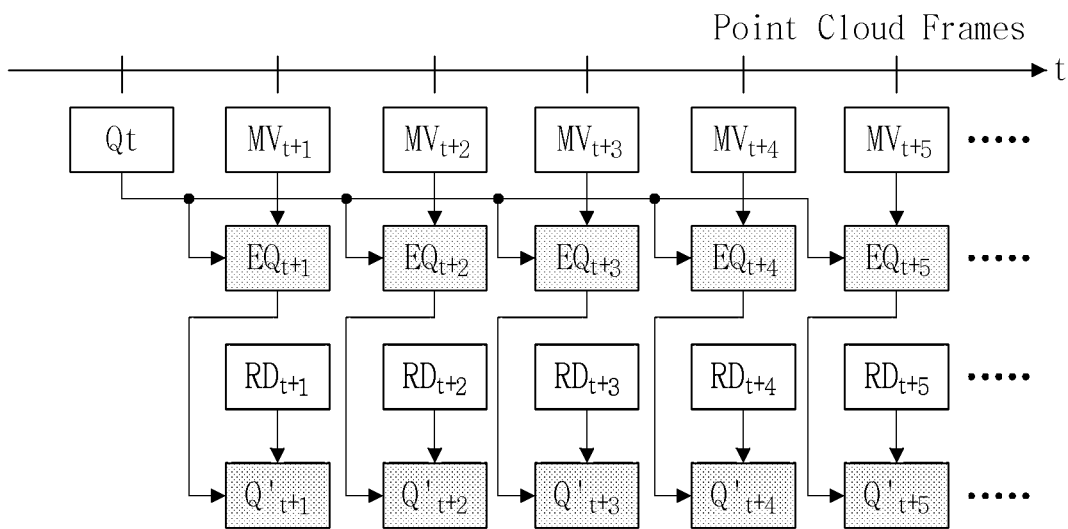 Point Cloud Frames
t
Qt MVt+1 MVt+2 MVt+3 MVt+4 MVt+5 •••••
EQt+1 EQt+2 EQt+3 EQt+4 EQt+5 •••••
RDt+1 RDt+2 RDt+3 RDt+4 RDt+5 •••••
Q't+1 Q't+2 Q't+3 Q't+4 Q't+5 •••••